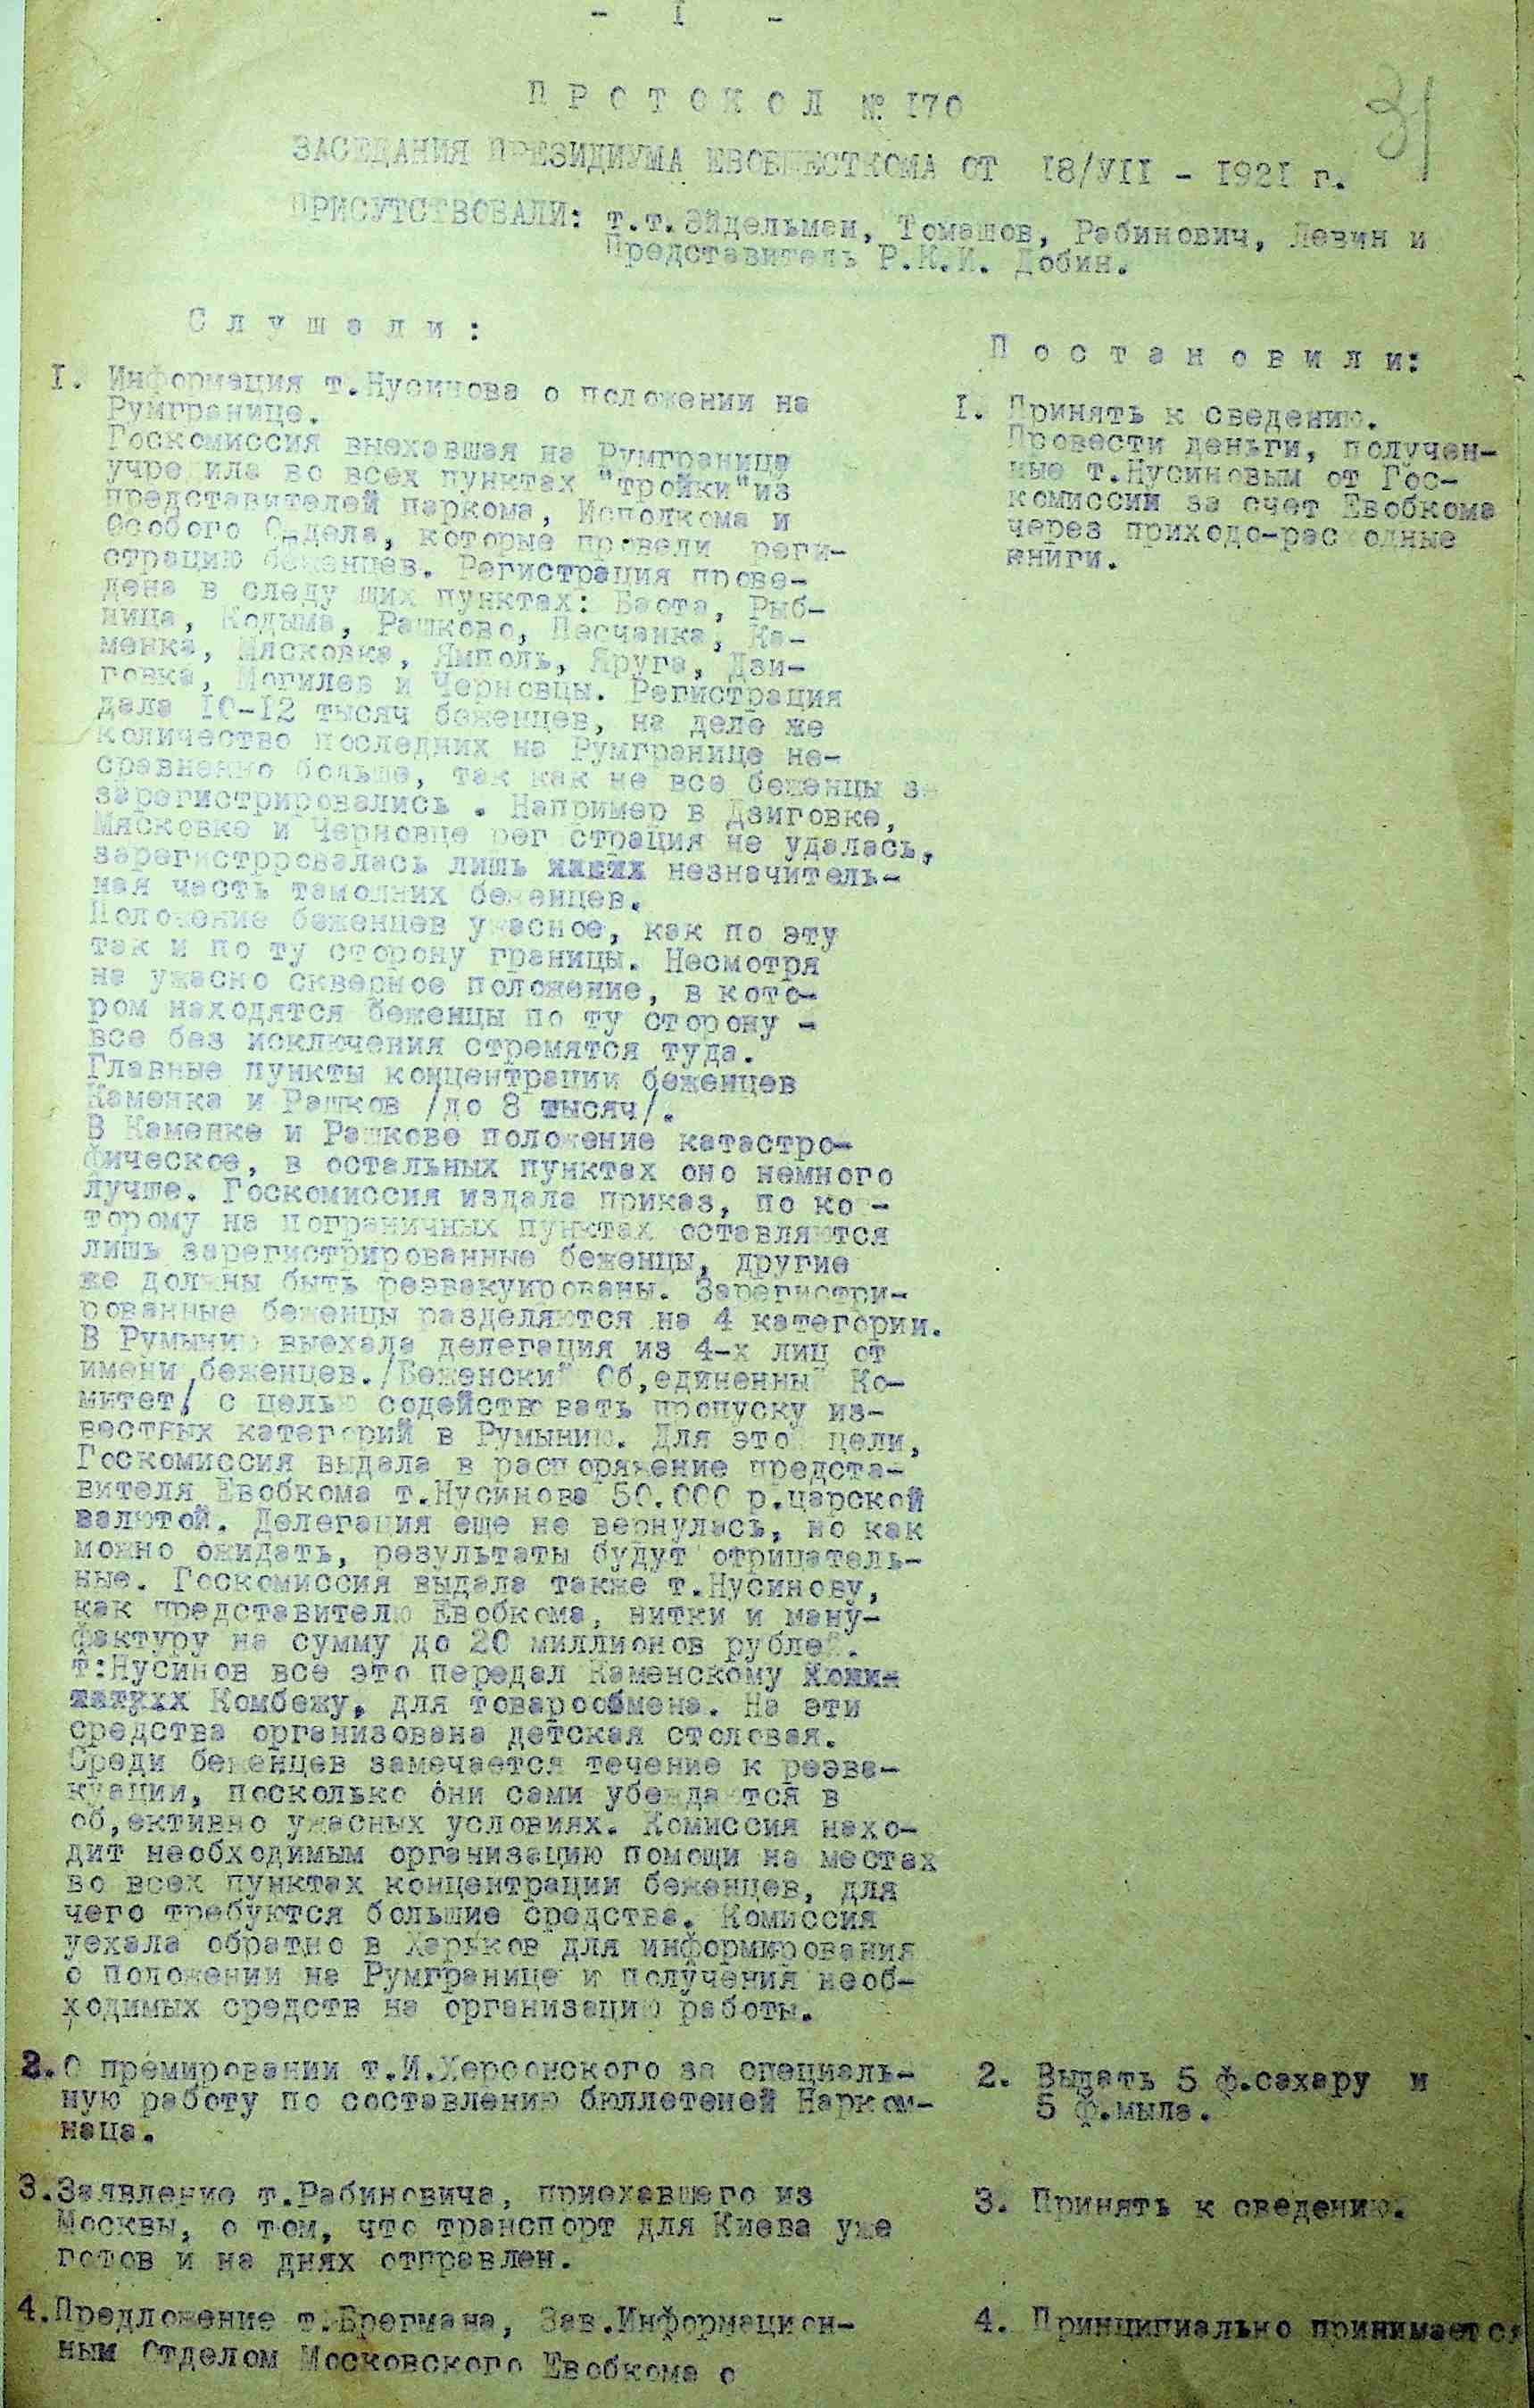 - I -
31
П Р О Т О К О Л № 170
ЗАСЕДАНИЯ ПРЕЗИДИУМА ЕВОБЩЕСТКОМА ОТ 18/УII - 1921 г.
ПРИСУТСТВОВАЛИ: т.т.Эйдельман, Томашов, Рабинович, Левин и
Представитель Р.К.И. Добин.
С л у ш а л и :
I. Информация т.Нусинова о положении на
Румгранице.
Госкомиссия выехавшая на Румграницу
учре ила во всех пунктах "тройки"из
представителей паркома, Исполкома и
Особого Отдела, которые провели реги-
страцию беженцев. Регистрация прове-
дена в следу щих пунктах: Баста, Рыб-
ница, Кодыма, Рашково, Песчанка, Ка-
менка, Мясковка, Ямполь, Яруга, Дзи-
говка, Могилев и Черновцы. Регистрация
дала 10-12 тысяч беженцев, на деле же
количество последних на Румгранице не-
сравненно больше, так как не все беженцы за
зарегистрировались . Например в Дзиговке,
Мясковке и Черновце рег страция не удалась,
зарегистрровалась лишь незначитель-
ная часть тамошних беженцев.
Положение беженцев ужасное, как по эту
так и по ту сторону границы. Несмотря
на ужасно скверное положение, в кото-
ром находятся беженцы по ту сторону -
все без исключения стремятся туда.
Главные пункты концентрации беженцев
Каменка и Рашков /до 8 тысяч/.
В Каменке и Рашкове положение катастро-
фическое, в остальных пунктах оно немного
лучше. Госкомиссия издала приказ, по ко -
торому на пограничных пунктах оставляются
лишь зарегистрированные беженцы, другие
же должны быть реэвакуированы. Зарегистри-
рованные беженцы разделяются на 4 категории.
В Румынию выехала делегация из 4-х лиц от
имени беженцев./Беженский Об,единенный Ко-
митет/ с целью содейство вать пропуску из-
вестных категорий в Румынию. Для этой цели,
Госкомиссия выдала в распоряжение предста-
вителя Евобкома т.Нусинова 50.000 р.царской
валютой. Делегация еще не вернулась, но как
можно ожидать, результаты будут отрицатель-
ные. Госкомиссия выдала также т.Нусинову,
как представителю Евобкома, нитки и ману-
фактуру на сумму до 20 миллионов рублей.
т:Нусинов все это передал Каменскому
Комбежу, для товарообмена. На эти
средства организована детская столовая.
Среди беженцев замечается течение к реэва-
куации, посколько они сами убеждаются в
об,ективно ужасных условиях. Комиссия нахо-
дит необходимым организацию помощи на местах
во всех пунктах концентрации беженцев, для
чего требуются большие средства. Комиссия
уехала обратно в Харьков для информирования
о положении на Румгранице и получения необ-
ходимых средств на организацию работы.
2.О премировании т.И.Херсонского за специаль-
ную работу по составлению бюллетеней Нарком-
наца.
3.Заявление т.Рабиновича, приехавшего из
Москвы, о том, что транспорт для Киева уже
готов и на днях отправлен.
4.Предложение т.Брегмана, Зав.Информацион-
ным Отделом Московского Евобкома о
П о с т а н о в и л и:
I. Принять к сведению.
Провести деньги, получен-
ные т.Нусиновым от Гос-
комиссии за счет Евобкома
через приходо-расходные
книги.
2. Выдать 5 ф.сахару и
5 ф.мыла.
3. Принять к сведению.
4. Принципиально принимается